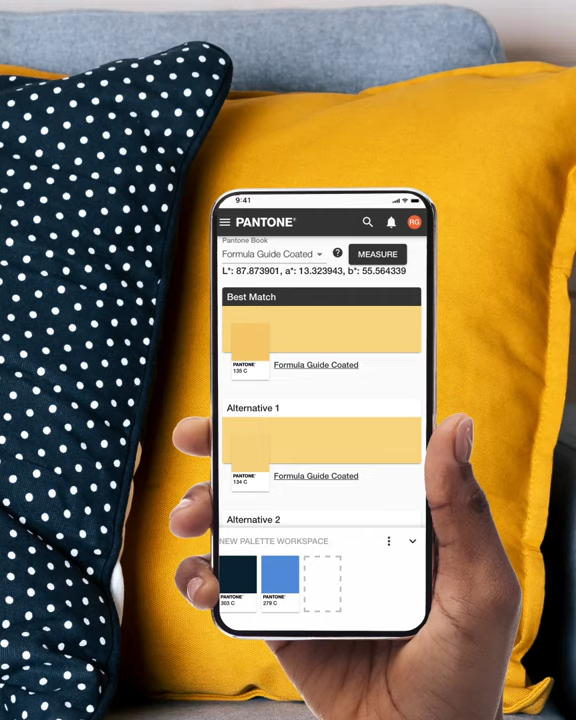 9:41
PANTONE®
RG
Pantone Book
Formula Guide Coated
?
MEASURE
L*: 87.873901, a*: 13.323943, b*: 55.564339
Best Match
PANTONE®
135 C
Formula Guide Coated
Alternative 1
PANTONE®
134 C
Formula Guide Coated
Alternative 2
NEW PALETTE WORKSPACE
PANTONE® PANTONE®
303 C 279 C